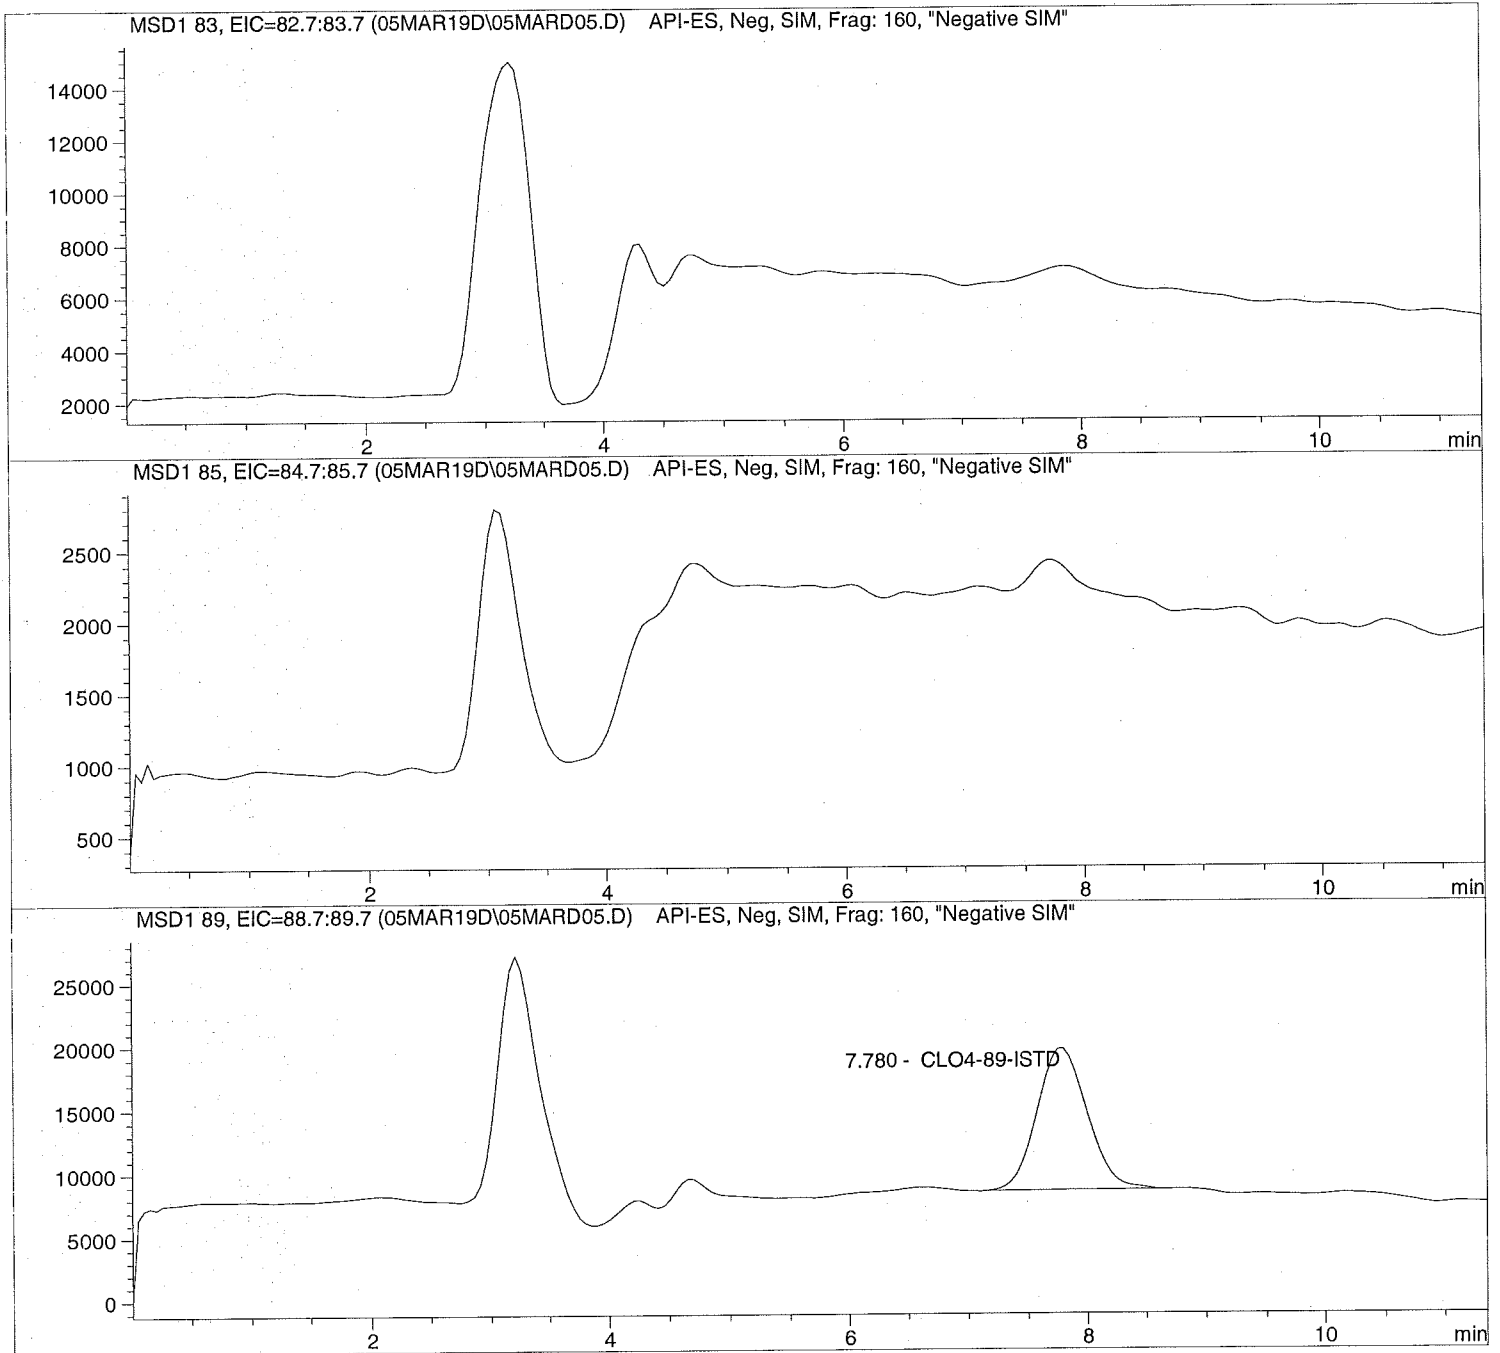 MSD1 83, EIC=82.7:83.7 (05MAR19D\05MARD05.D) API-ES, Neg, SIM, Frag: 160, "Negative SIM"
14000
12000
10000
8000
6000
4000
2000
2 4 6 8 10 min
MSD1 85, EIC=84.7:85.7 (05MAR19D\05MARD05.D) API-ES, Neg, SIM, Frag: 160, "Negative SIM"
2500
2000
1500
1000
500
2 4 6 8 10 min
MSD1 89, EIC=88.7:89.7 (05MAR19D\05MARD05.D) API-ES, Neg, SIM, Frag: 160, "Negative SIM"
25000
20000
7.780 - CLO4-89-ISTD
15000
10000
5000
0
2 4 6 8 10 min